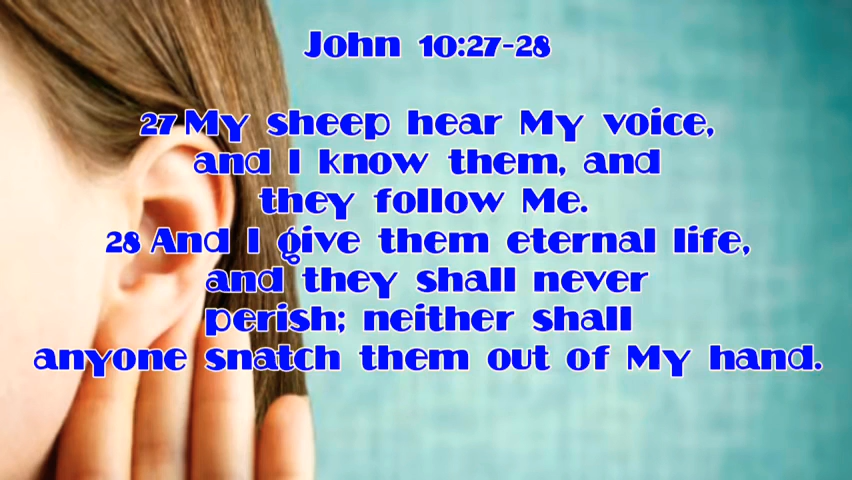 John 10:27-28
27 My sheep hear My voice,
and I know them, and
they follow Me.
28 And I give them eternal life,
and they shall never
perish; neither shall
anyone snatch them out of My hand.